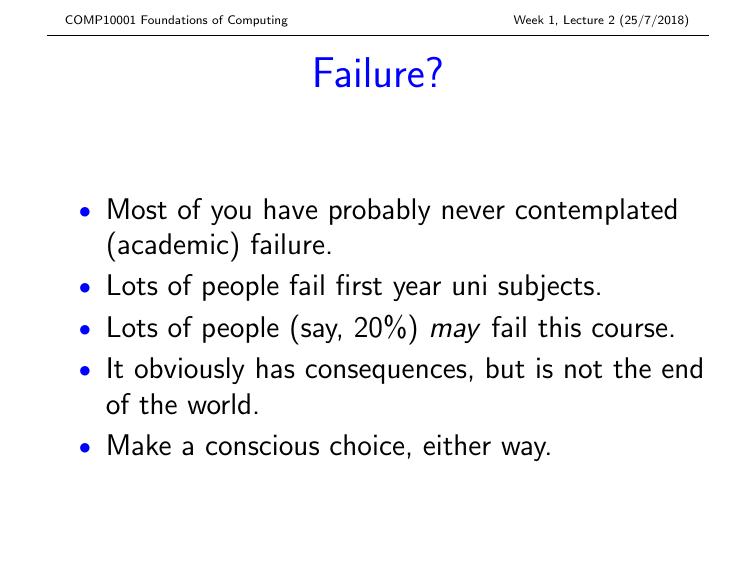 COMP10001 Foundations of Computing
Week 1, Lecture 2 (25/7/2018)
Failure?
• Most of you have probably never contemplated
(academic) failure.
• Lots of people fail first year uni subjects.
• Lots of people (say, 20%) may fail this course.
• It obviously has consequences, but is not the end
of the world.
• Make a conscious choice, either way.